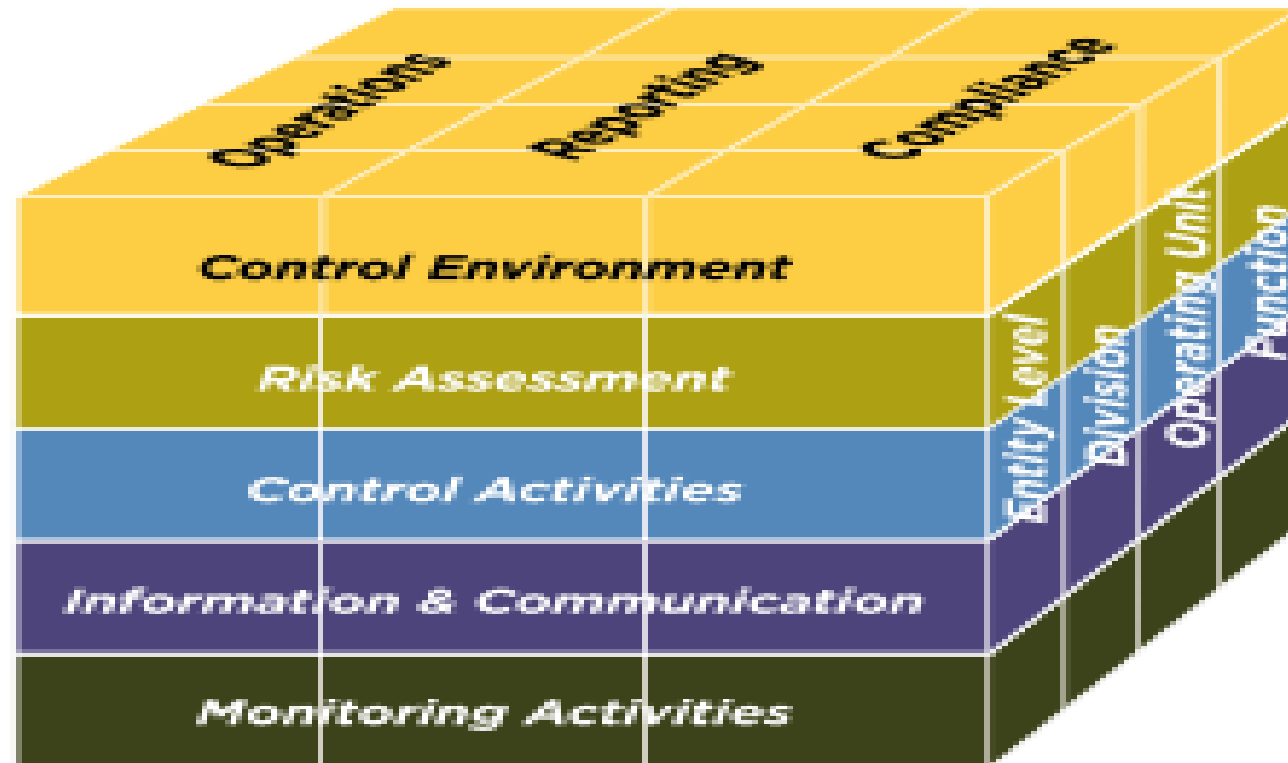 Operations
Reporting
Compliance
Control Environment
Risk Assessment
Control Activities
Information & Communication
Monitoring Activities
Entity Level
Division
Operating Unit
Function